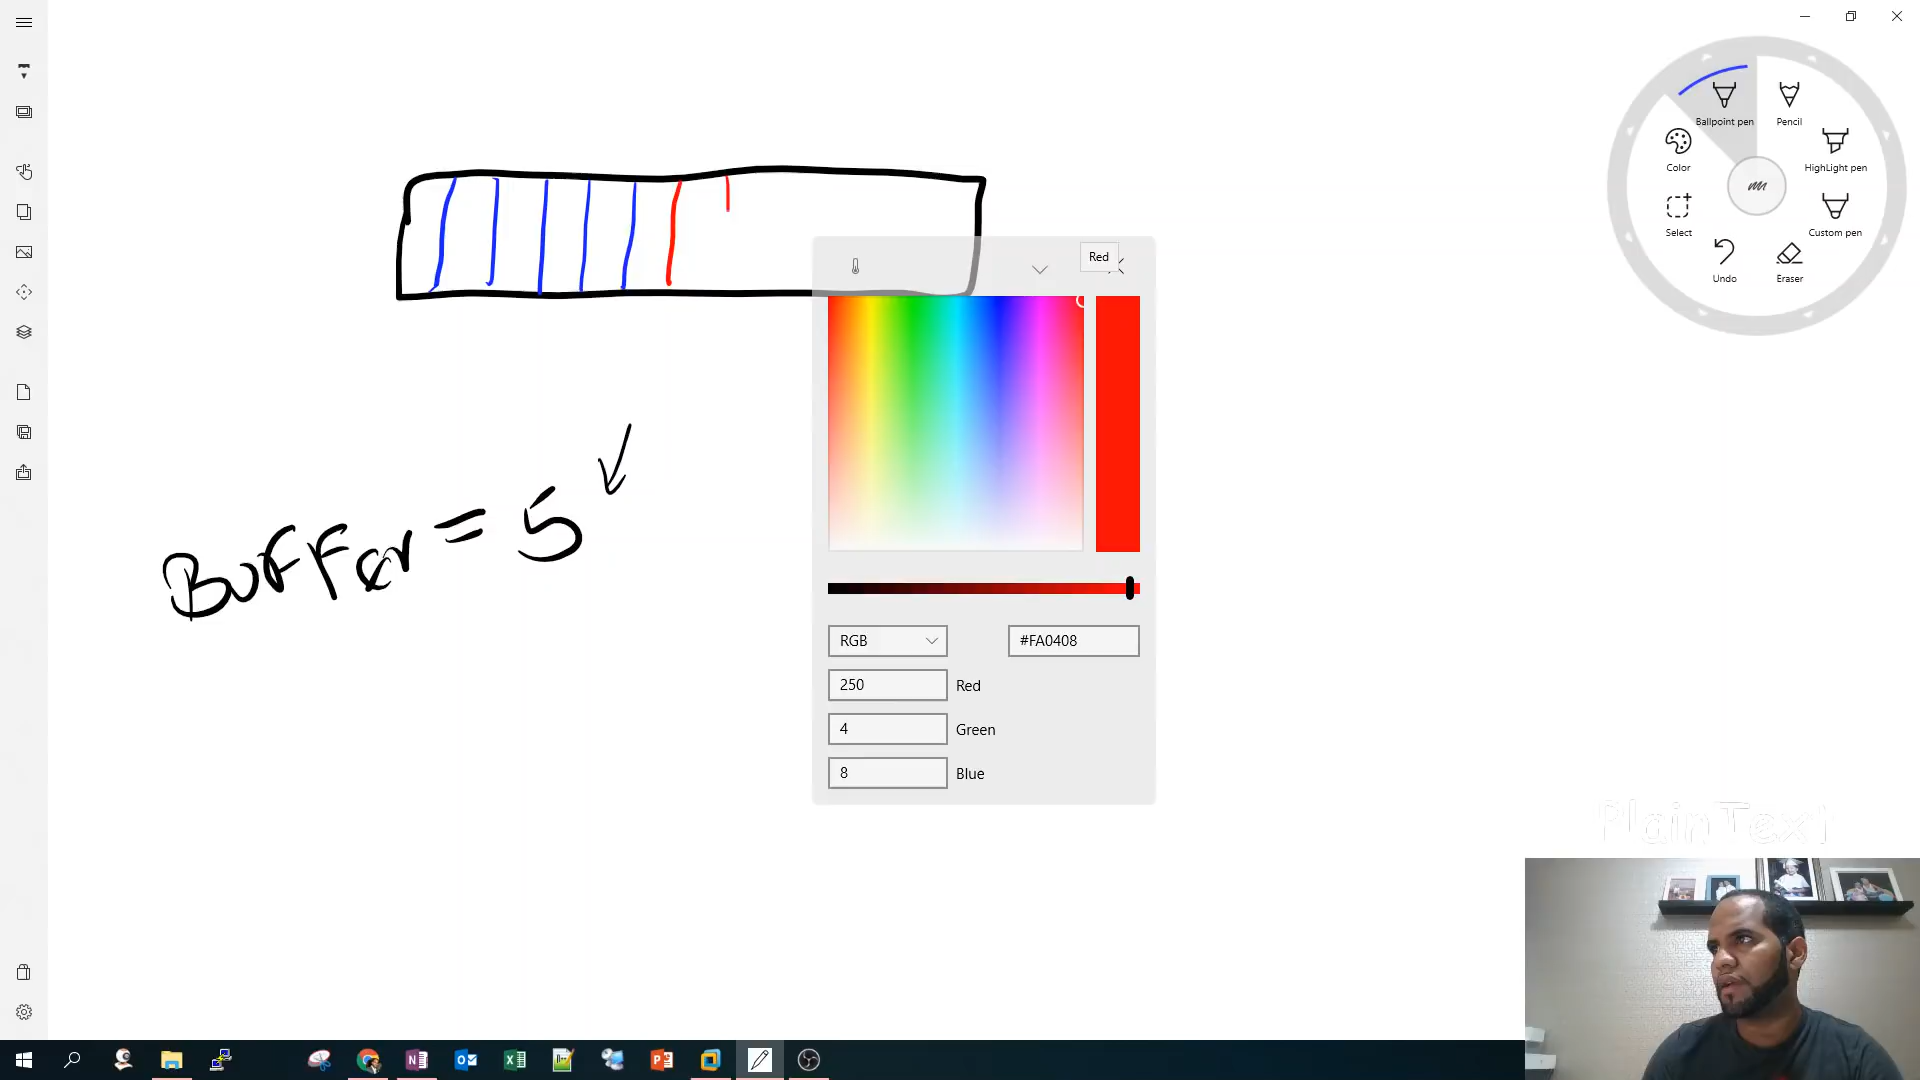 Ballpoint pen
Pencil
Color
HighLight pen
Select
Custom pen
Undo
Eraser
Red
Buffer = 5
RGB
#FA0408
250 Red
4 Green
8 Blue
PlainText